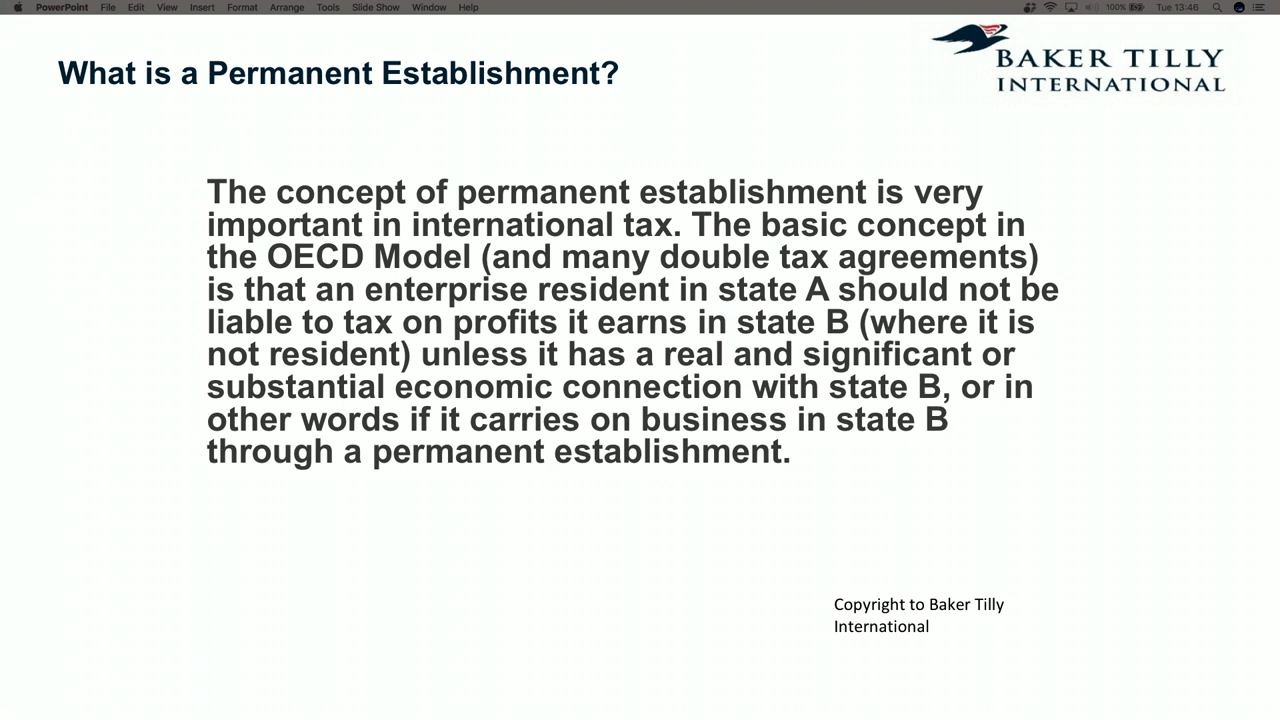 PowerPoint File Edit View Insert Format Arrange Tools Slide Show Window Help 100% Tue 13:46
What is a Permanent Establishment?
BAKER TILLY
INTERNATIONAL
The concept of permanent establishment is very
important in international tax. The basic concept in
the OECD Model (and many double tax agreements)
is that an enterprise resident in state A should not be
liable to tax on profits it earns in state B (where it is
not resident) unless it has a real and significant or
substantial economic connection with state B, or in
other words if it carries on business in state B
through a permanent establishment.
Copyright to Baker Tilly
International